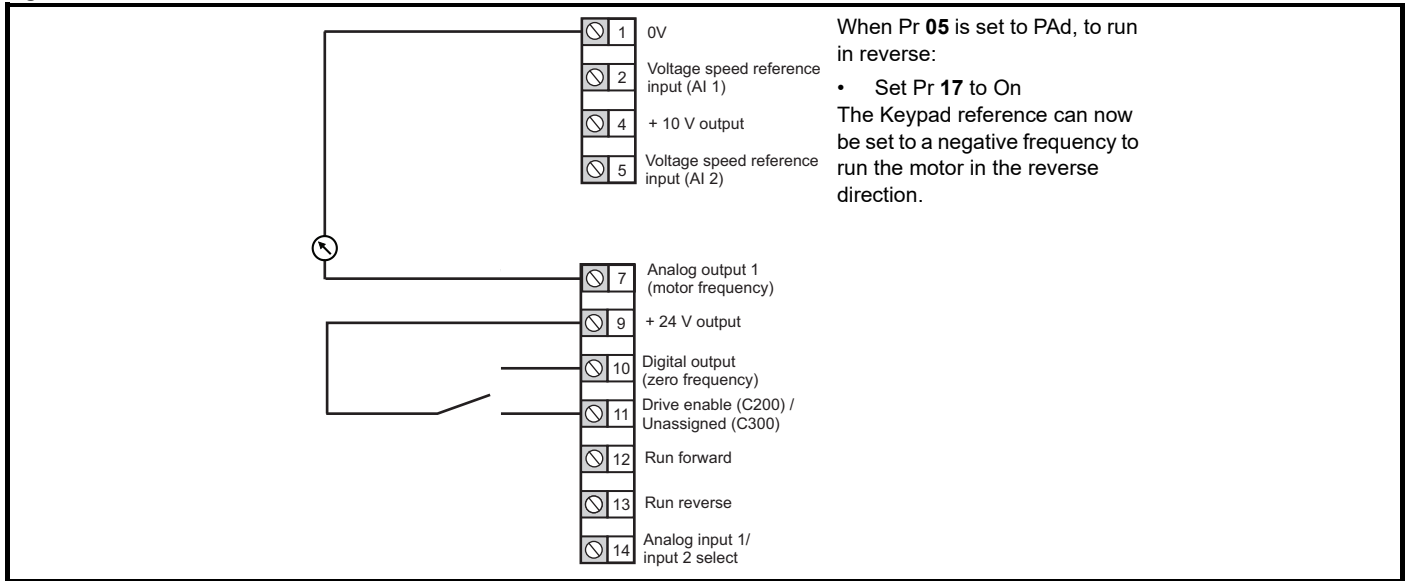 1 0V
2 Voltage speed reference
input (AI 1)
4 + 10 V output
5 Voltage speed reference
input (AI 2)
7 Analog output 1
(motor frequency)
9 + 24 V output
10 Digital output
(zero frequency)
11 Drive enable (C200) /
Unassigned (C300)
12 Run forward
13 Run reverse
14 Analog input 1/
input 2 select
When Pr 05 is set to PAd, to run
in reverse:
• Set Pr 17 to On
The Keypad reference can now
be set to a negative frequency to
run the motor in the reverse
direction.